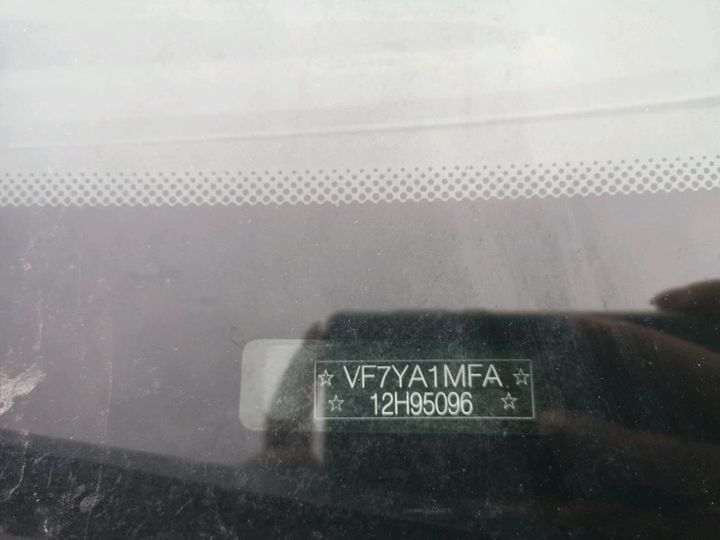 ☆ VF7YA1MFA ☆
☆ 12H95096 ☆